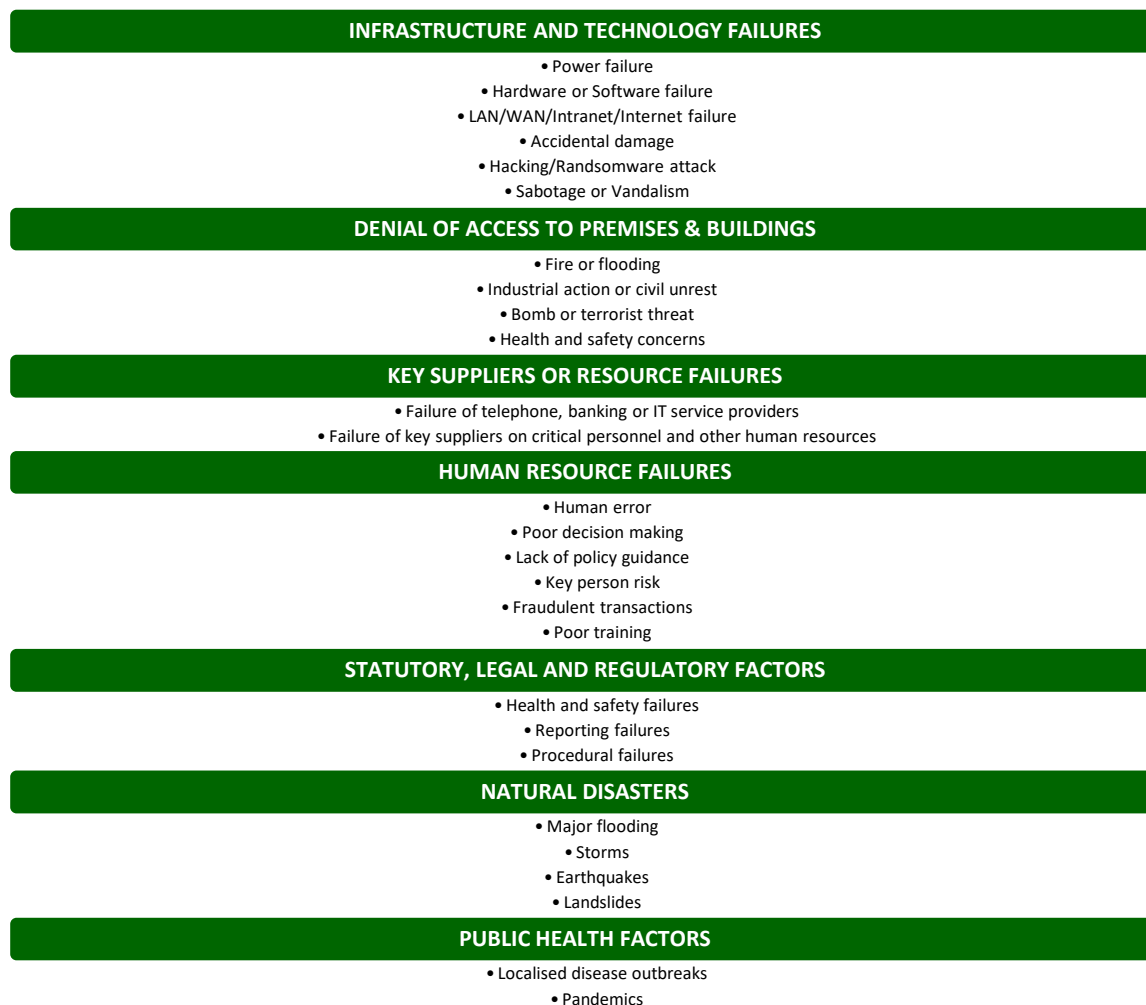 INFRASTRUCTURE AND TECHNOLOGY FAILURES
• Power failure
• Hardware or Software failure
• LAN/WAN/Intranet/Internet failure
• Accidental damage
• Hacking/Randsomware attack
• Sabotage or Vandalism
DENIAL OF ACCESS TO PREMISES & BUILDINGS
• Fire or flooding
• Industrial action or civil unrest
• Bomb or terrorist threat
• Health and safety concerns
KEY SUPPLIERS OR RESOURCE FAILURES
• Failure of telephone, banking or IT service providers
• Failure of key suppliers on critical personnel and other human resources
HUMAN RESOURCE FAILURES
• Human error
• Poor decision making
• Lack of policy guidance
• Key person risk
• Fraudulent transactions
• Poor training
STATUTORY, LEGAL AND REGULATORY FACTORS
• Health and safety failures
• Reporting failures
• Procedural failures
NATURAL DISASTERS
• Major flooding
• Storms
• Earthquakes
• Landslides
PUBLIC HEALTH FACTORS
• Localised disease outbreaks
• Pandemics